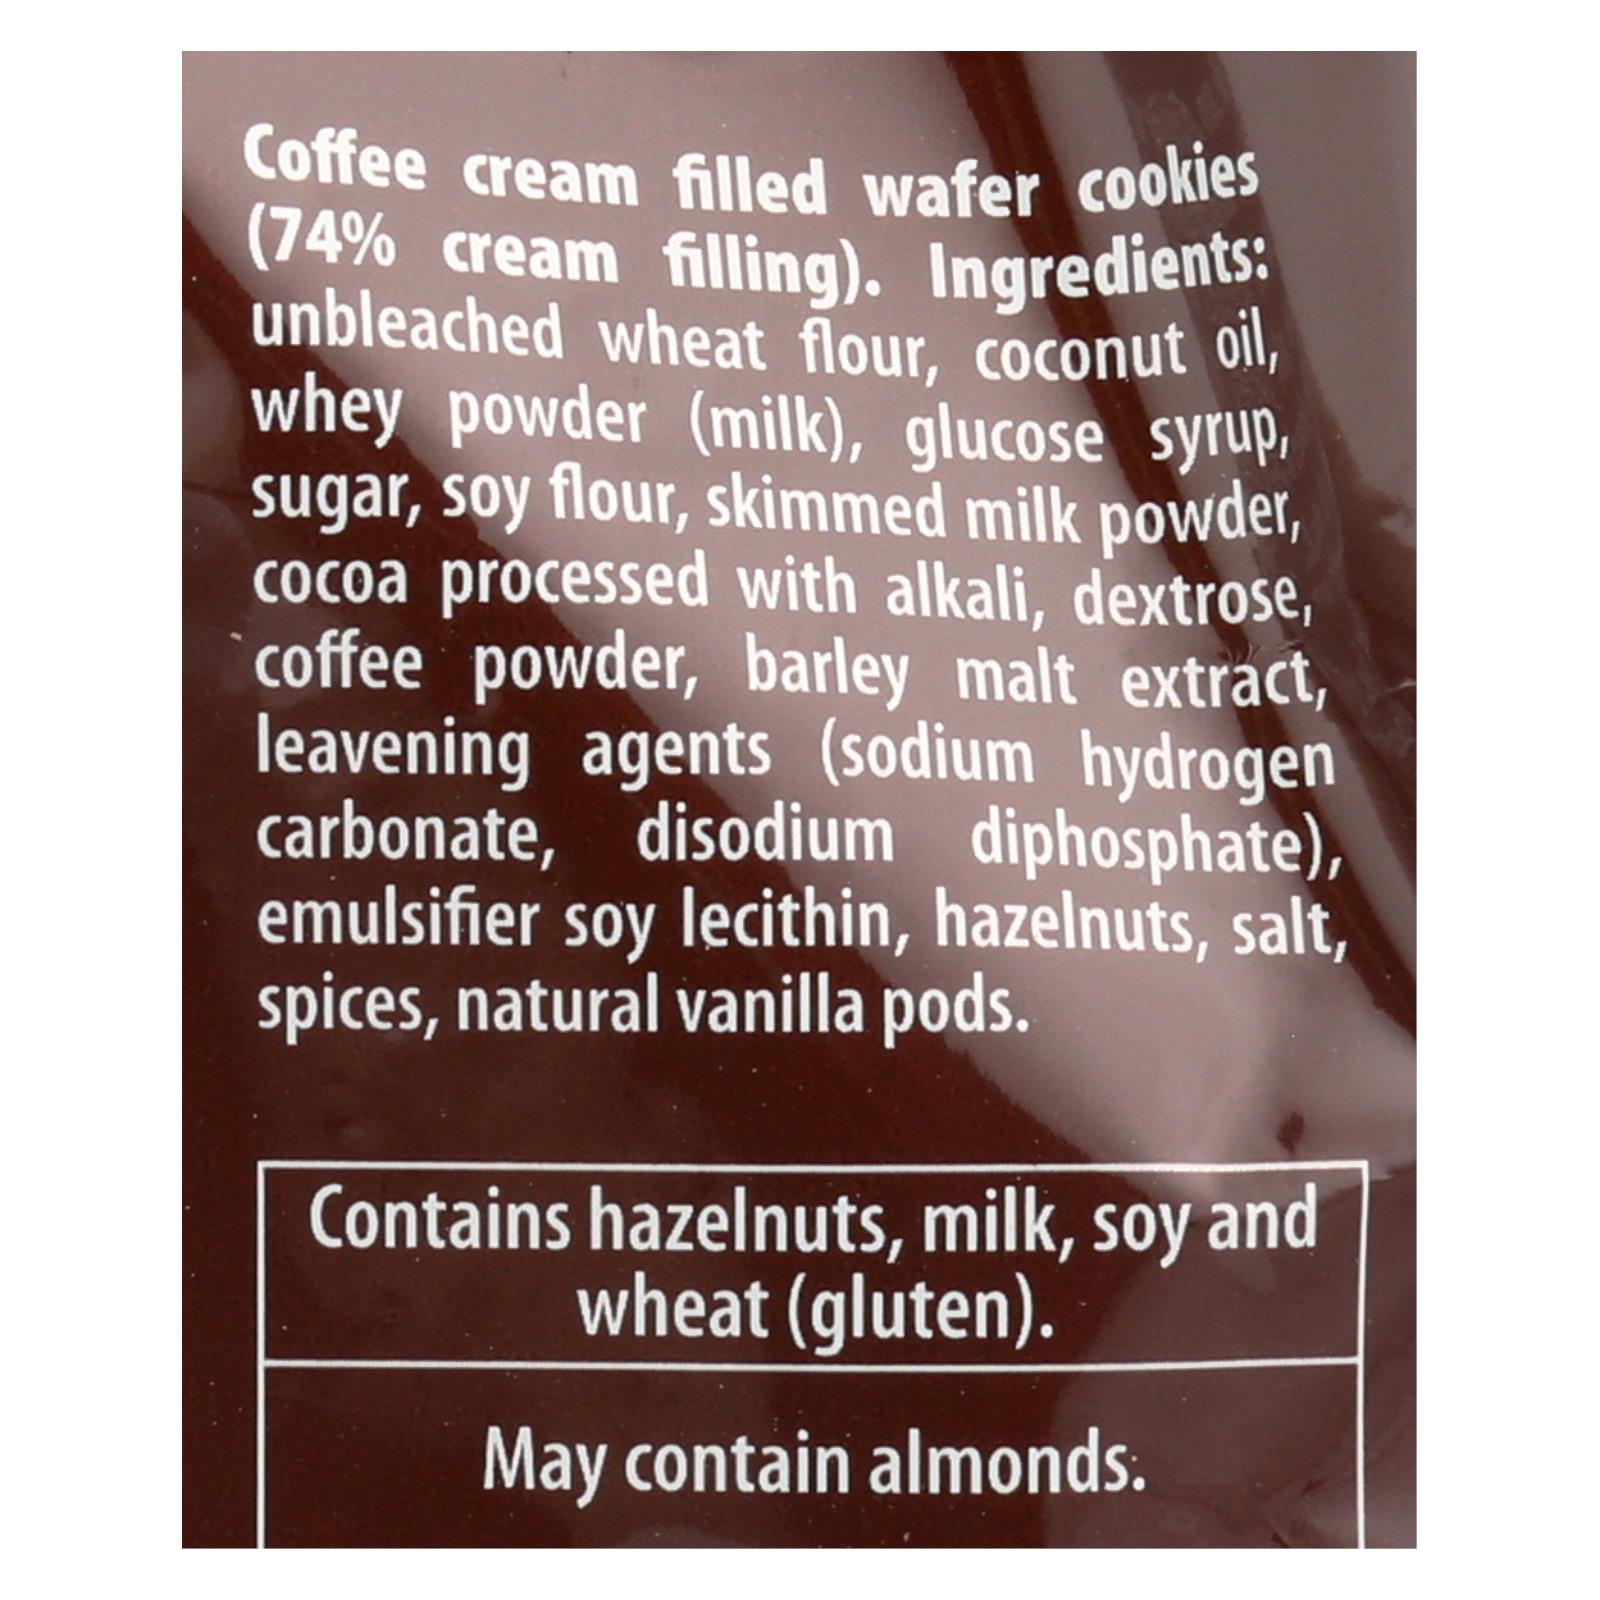 Coffee cream filled wafer cookies
(74% cream filling). Ingredients:
unbleached wheat flour, coconut oil,
whey powder (milk), glucose syrup,
sugar, soy flour, skimmed milk powder,
cocoa processed with alkali, dextrose,
coffee powder, barley malt extract,
leavening agents (sodium hydrogen
carbonate, disodium diphosphate),
emulsifier soy lecithin, hazelnuts, salt,
spices, natural vanilla pods.
Contains hazelnuts, milk, soy and
wheat (gluten).
May contain almonds.